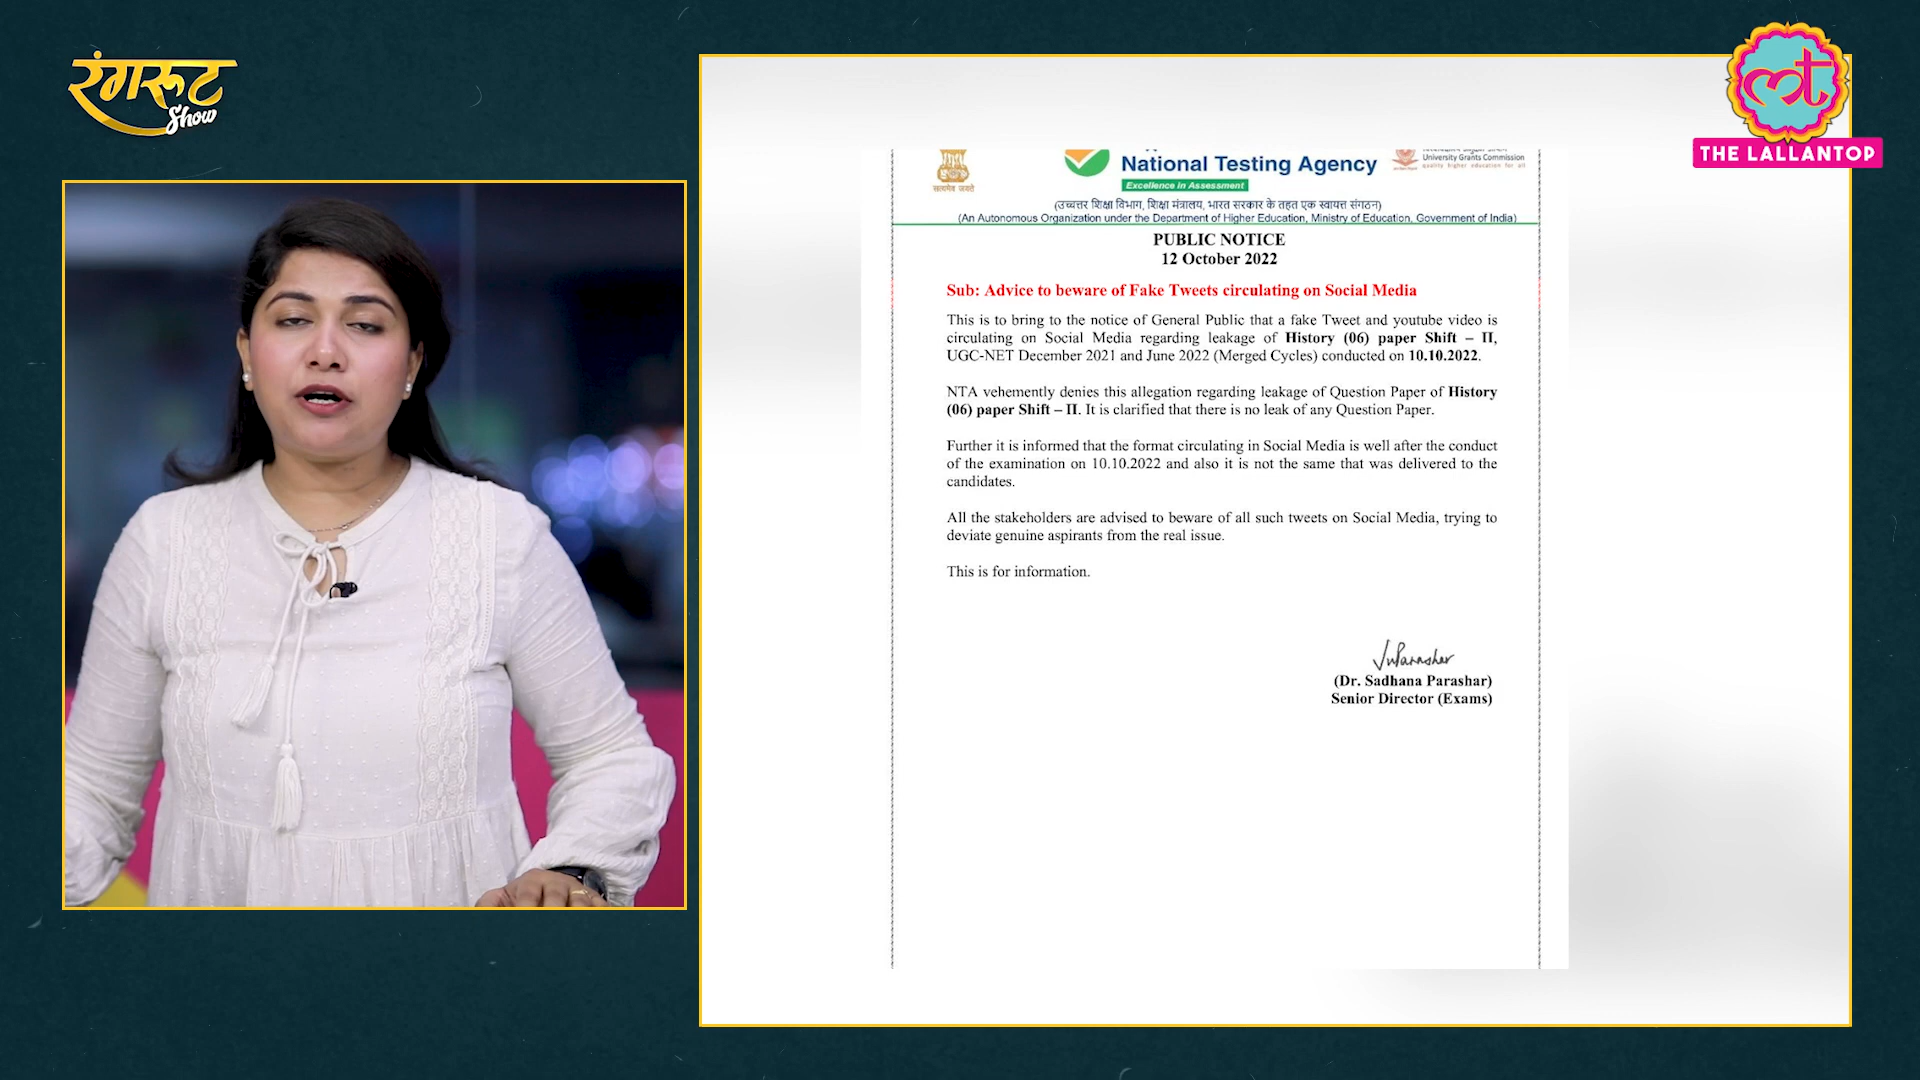 रंगरूट
Show
THE LALLANTOP
सत्यमेव जयते
National Testing Agency
Excellence in Assessment
University Grants Commission
quality higher education for all
(उच्चत्तर शिक्षा विभाग, शिक्षा मंत्रालय, भारत सरकार के तहत एक स्वायत्त संगठन)
(An Autonomous Organization under the Department of Higher Education, Ministry of Education, Government of India)
PUBLIC NOTICE
12 October 2022
Sub: Advice to beware of Fake Tweets circulating on Social Media
This is to bring to the notice of General Public that a fake Tweet and youtube video is
circulating on Social Media regarding leakage of History (06) paper Shift – II,
UGC-NET December 2021 and June 2022 (Merged Cycles) conducted on 10.10.2022.
NTA vehemently denies this allegation regarding leakage of Question Paper of History
(06) paper Shift – II. It is clarified that there is no leak of any Question Paper.
Further it is informed that the format circulating in Social Media is well after the conduct
of the examination on 10.10.2022 and also it is not the same that was delivered to the
candidates.
All the stakeholders are advised to beware of all such tweets on Social Media, trying to
deviate genuine aspirants from the real issue.
This is for information.
(Dr. Sadhana Parashar)
Senior Director (Exams)